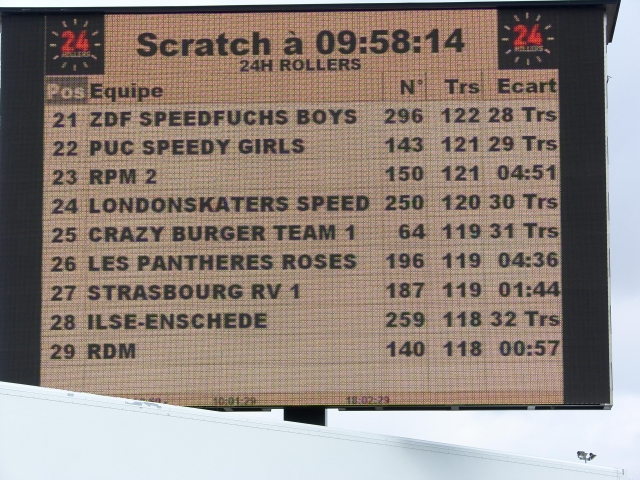 24 ROLLERS Scratch à 09:58:14 24 ROLLERS
24H ROLLERS
Pos Equipe N° Trs Ecart
21 ZDF SPEEDFUCHS BOYS 296 122 28 Trs
22 PUC SPEEDY GIRLS 143 121 29 Trs
23 RPM 2 150 121 04:51
24 LONDONSKATERS SPEED 250 120 30 Trs
25 CRAZY BURGER TEAM 1 64 119 31 Trs
26 LES PANTHERES ROSES 196 119 04:36
27 STRASBOURG RV 1 187 119 01:44
28 ILSE-ENSCHEDE 259 118 32 Trs
29 RDM 140 118 00:57
10:01:29 18:02:29